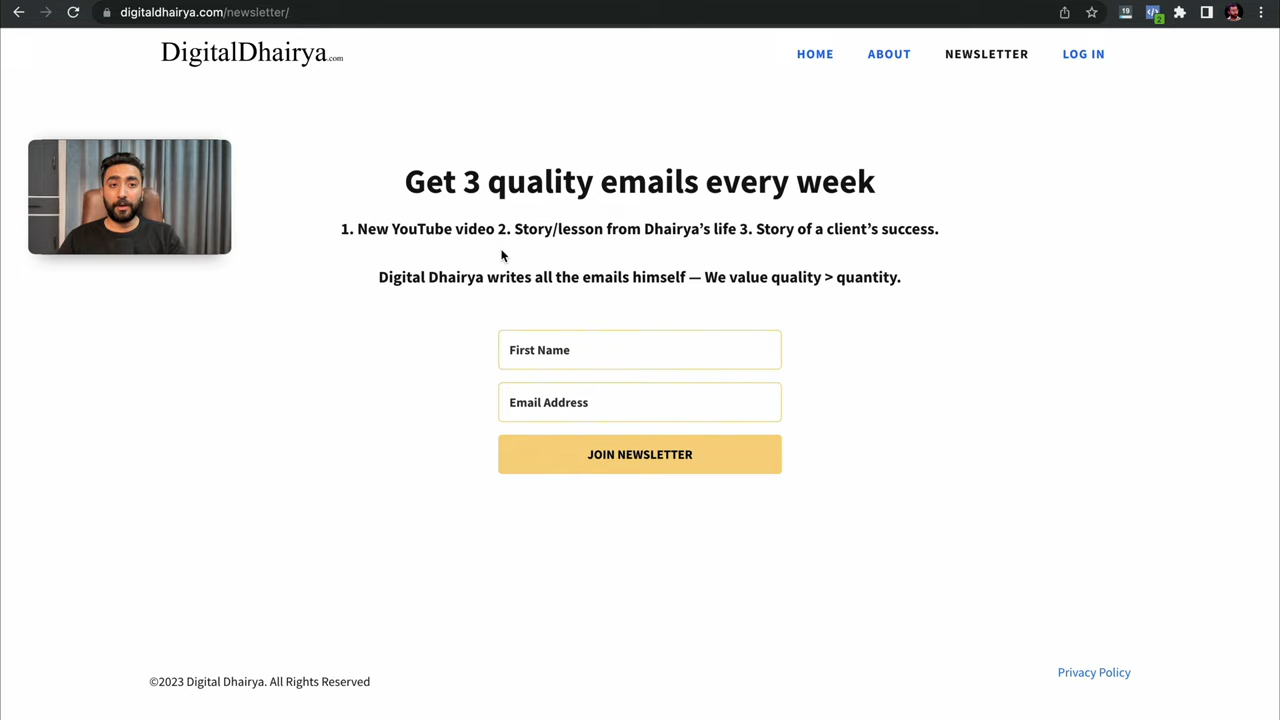 digitaldhairya.com/newsletter/
19
2
DigitalDhairya.com
HOME ABOUT NEWSLETTER LOG IN
Get 3 quality emails every week
1. New YouTube video 2. Story/lesson from Dhairya’s life 3. Story of a client’s success.
Digital Dhairya writes all the emails himself — We value quality > quantity.
First Name
Email Address
JOIN NEWSLETTER
©2023 Digital Dhairya. All Rights Reserved
Privacy Policy